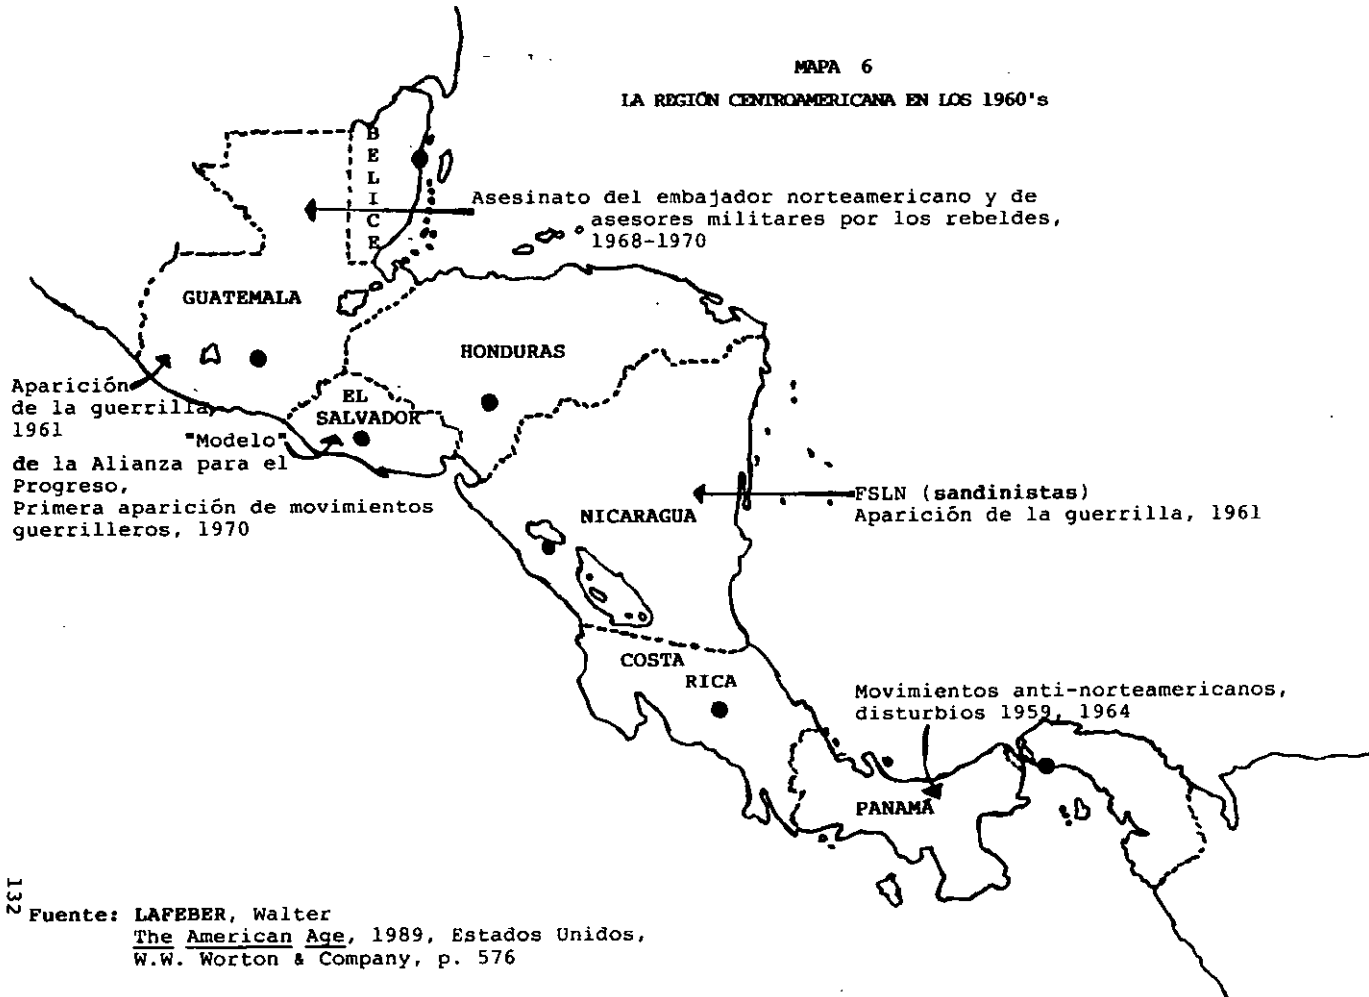 MAPA 6
LA REGIÓN CENTROAMERICANA EN LOS 1960's
BELICE
Asesinato del embajador norteamericano y de
asesores militares por los rebeldes,
1968-1970
GUATEMALA
HONDURAS
Aparición
de la guerrilla,
1961
EL
SALVADOR
"Modelo"
de la Alianza para el
Progreso,
Primera aparición de movimientos
guerrilleros, 1970
FSLN (sandinistas)
Aparición de la guerrilla, 1961
NICARAGUA
COSTA
RICA
Movimientos anti-norteamericanos,
disturbios 1959, 1964
PANAMÁ
132
Fuente: LAFEBER, Walter
The American Age, 1989, Estados Unidos,
W.W. Worton & Company, p. 576